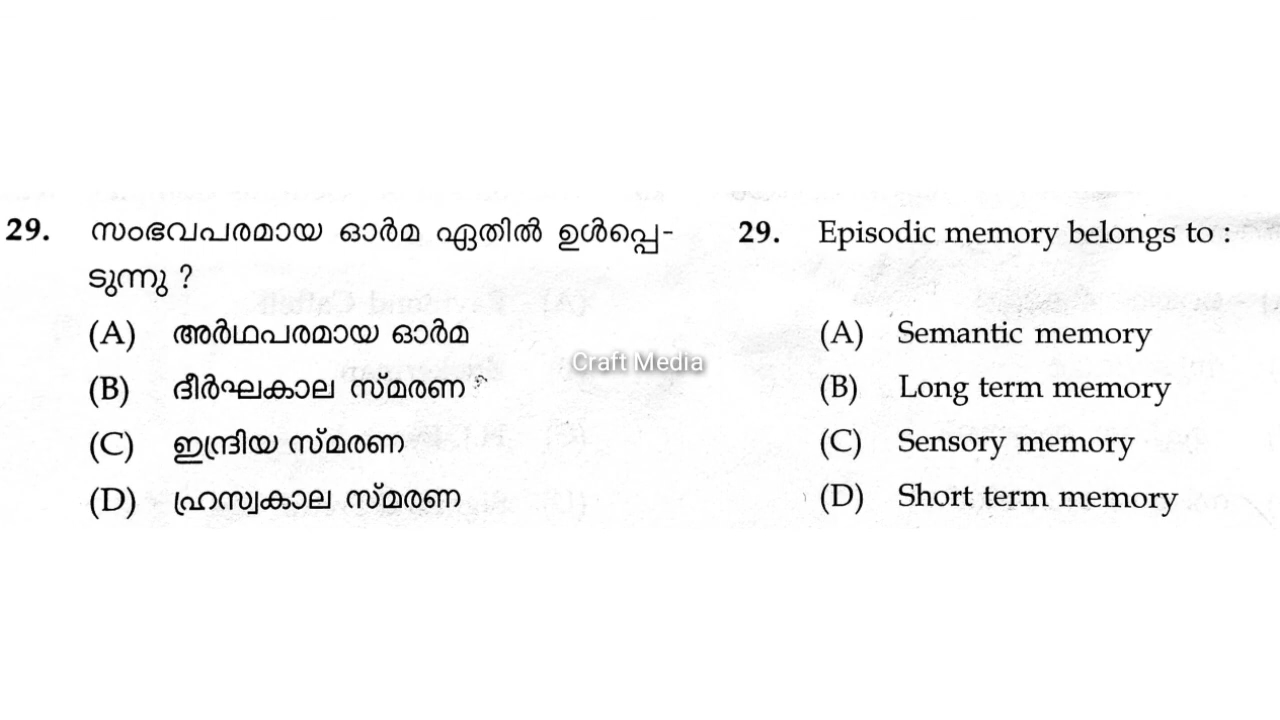 29. സംഭവപരമായ ഓർമ ഏതിൽ ഉൾപ്പെ-
ടുന്നു ?
(A) അർഥപരമായ ഓർമ
(B) ദീർഘകാല സ്മരണ
(C) ഇന്ദ്രിയ സ്മരണ
(D) ഹ്രസ്വകാല സ്മരണ
29. Episodic memory belongs to :
(A) Semantic memory
(B) Long term memory
(C) Sensory memory
(D) Short term memory
Craft Media